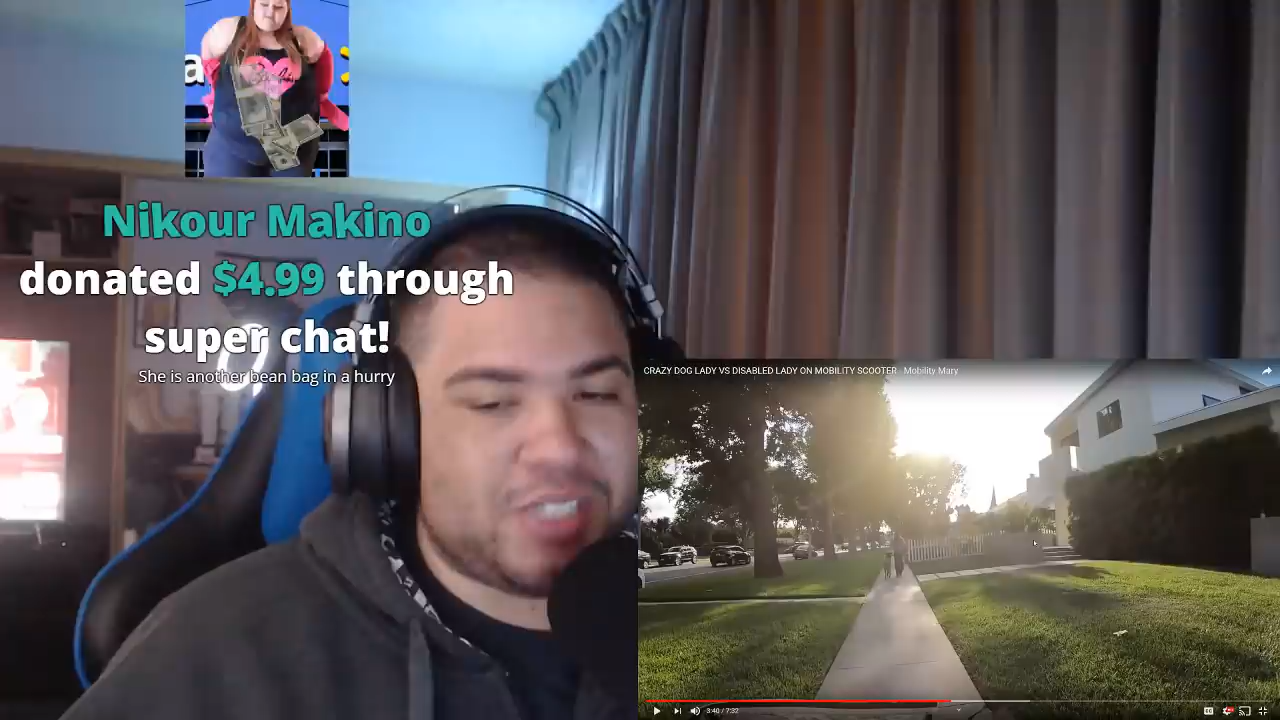 a
Nikour Makino
donated $4.99 through
super chat!
She is another bean bag in a hurry
CRAZY DOG LADY VS DISABLED LADY ON MOBILITY SCOOTER - Mobility Mary
3:40 / 7:32